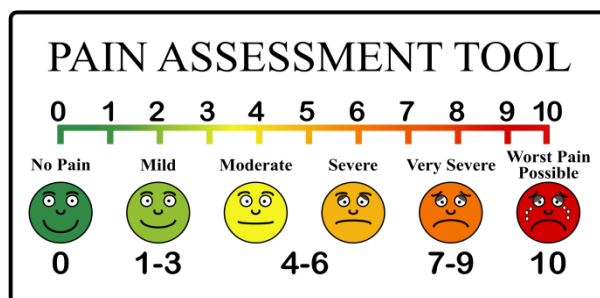 PAIN ASSESSMENT TOOL
0 1 2 3 4 5 6 7 8 9 10
No Pain Mild Moderate Severe Very Severe Worst Pain
Possible
0 1-3 4-6 7-9 10